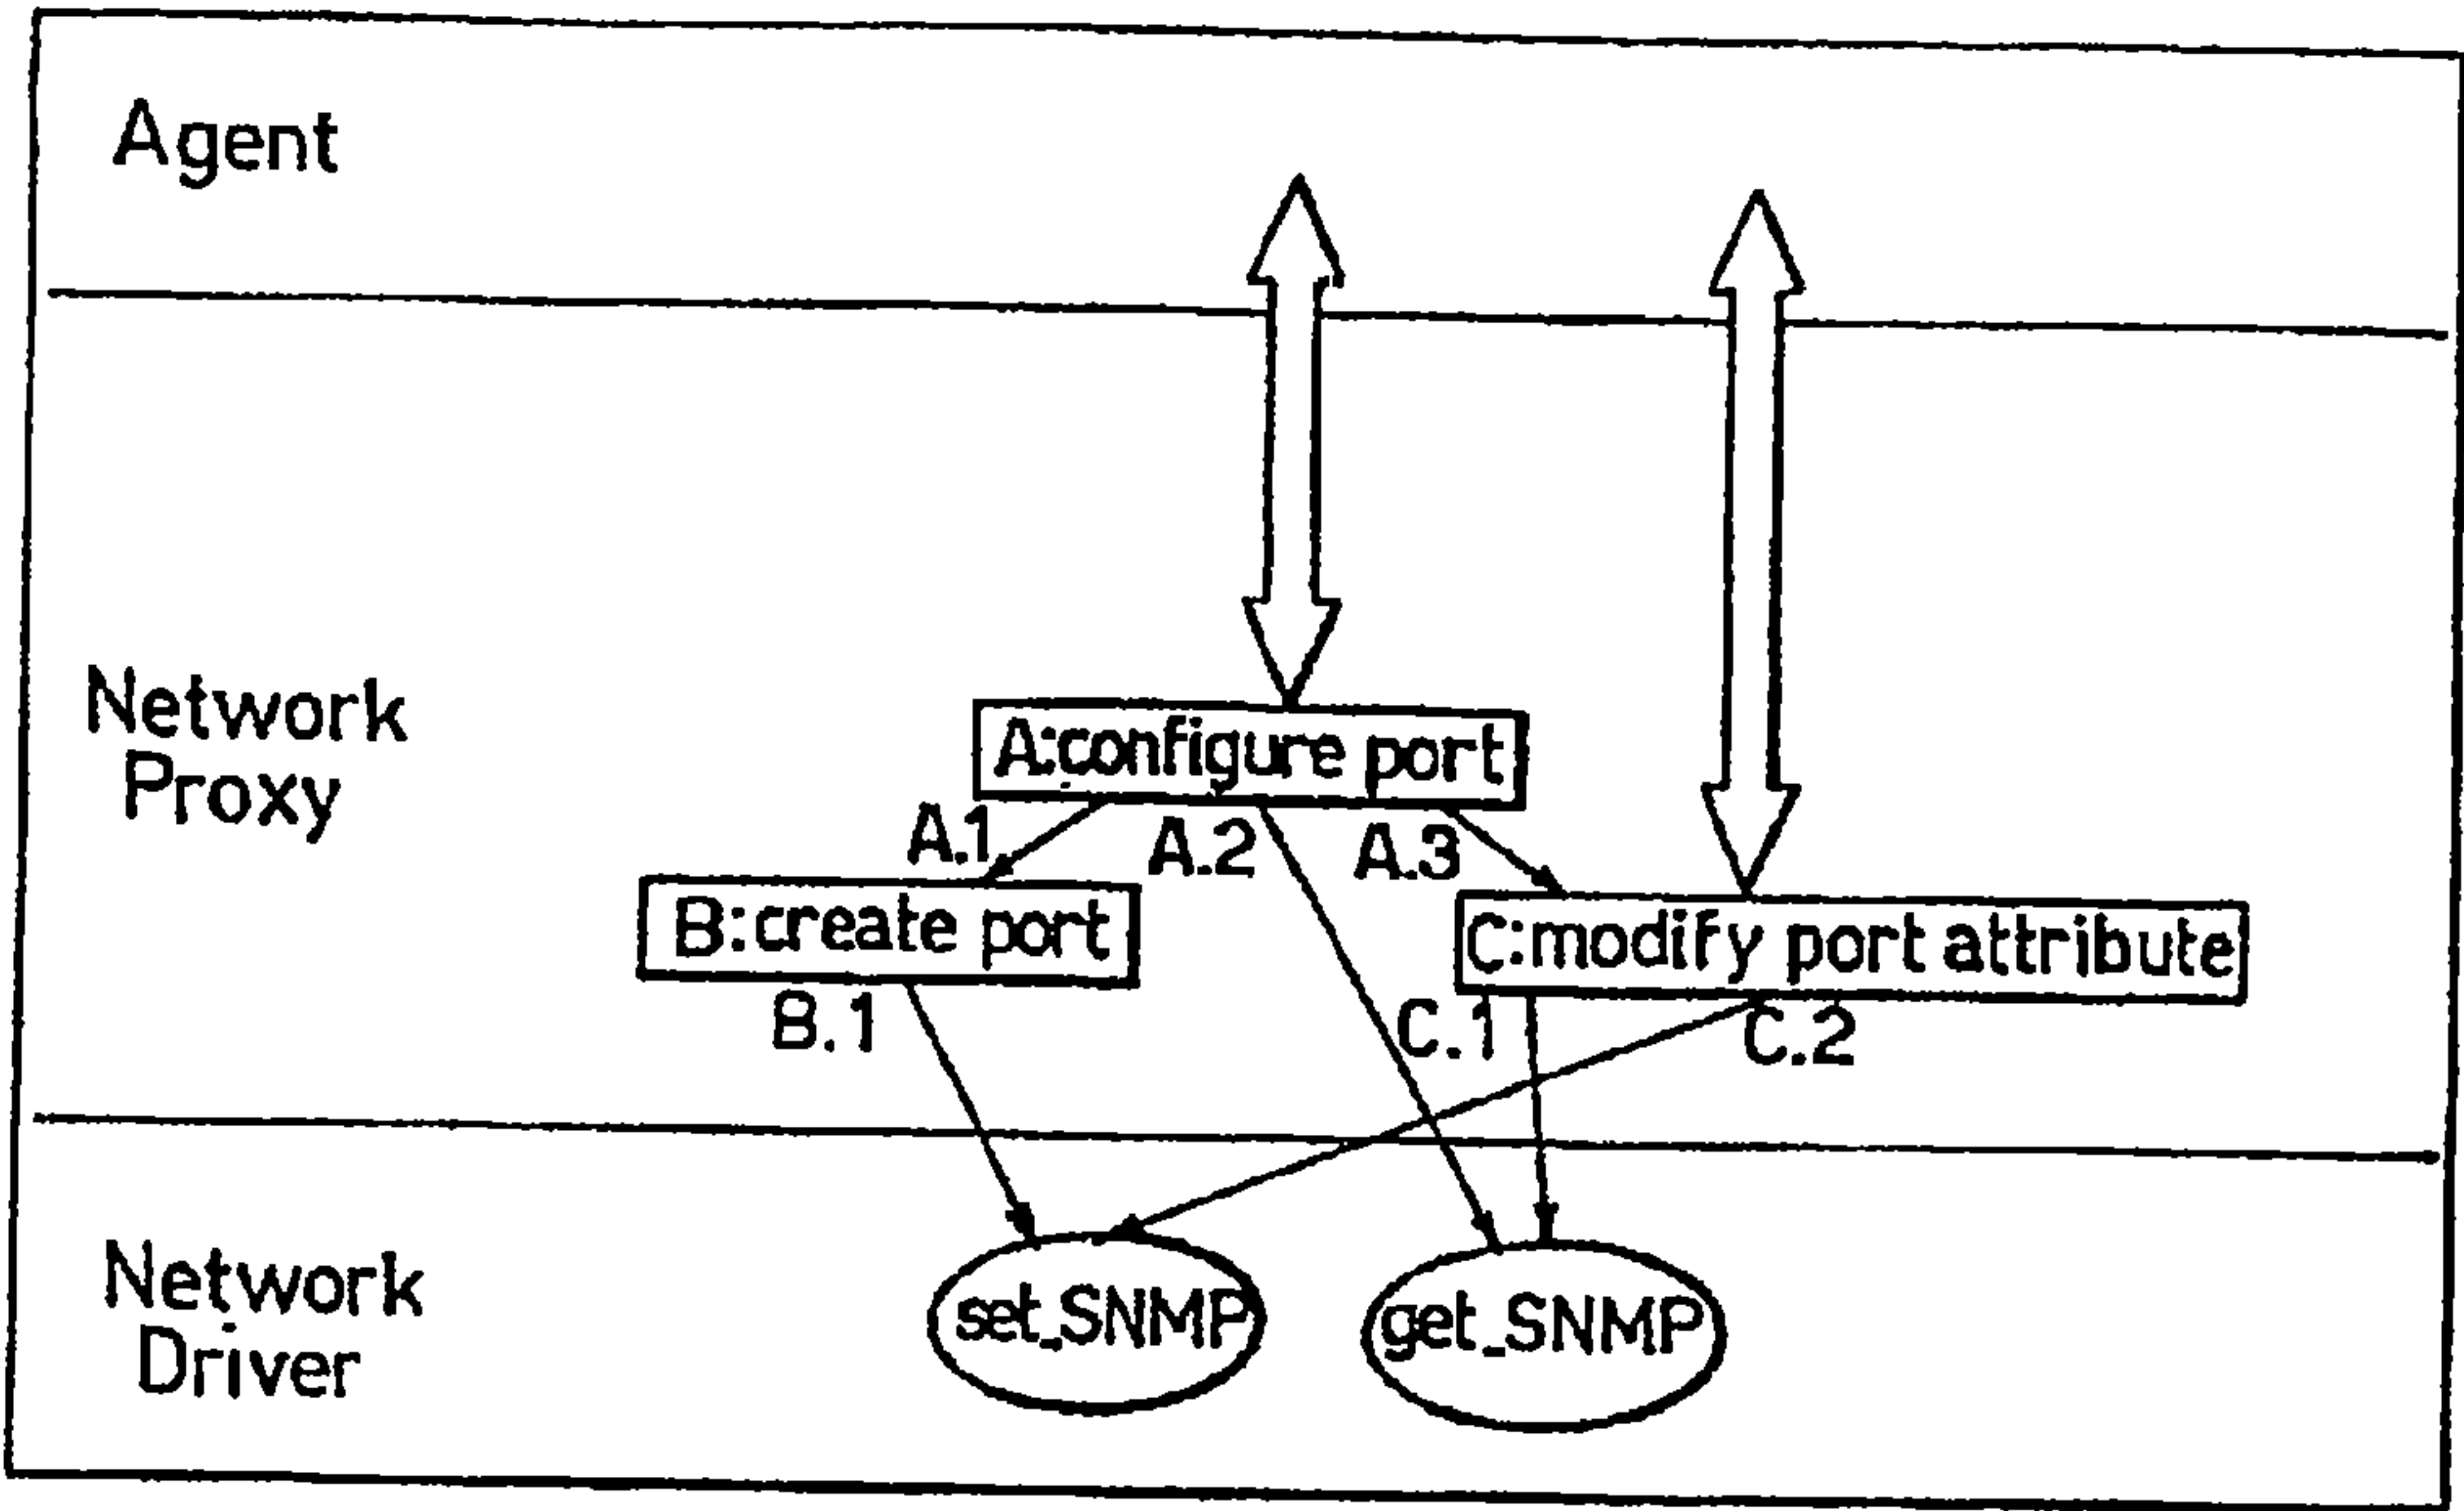 Agent
Network
Proxy
A:configure port
A.1
A.2
A.3
B:create port
C:modify port attribute
B.1
C.1
C.2
Network
Driver
set_SNMP
get_SNMP